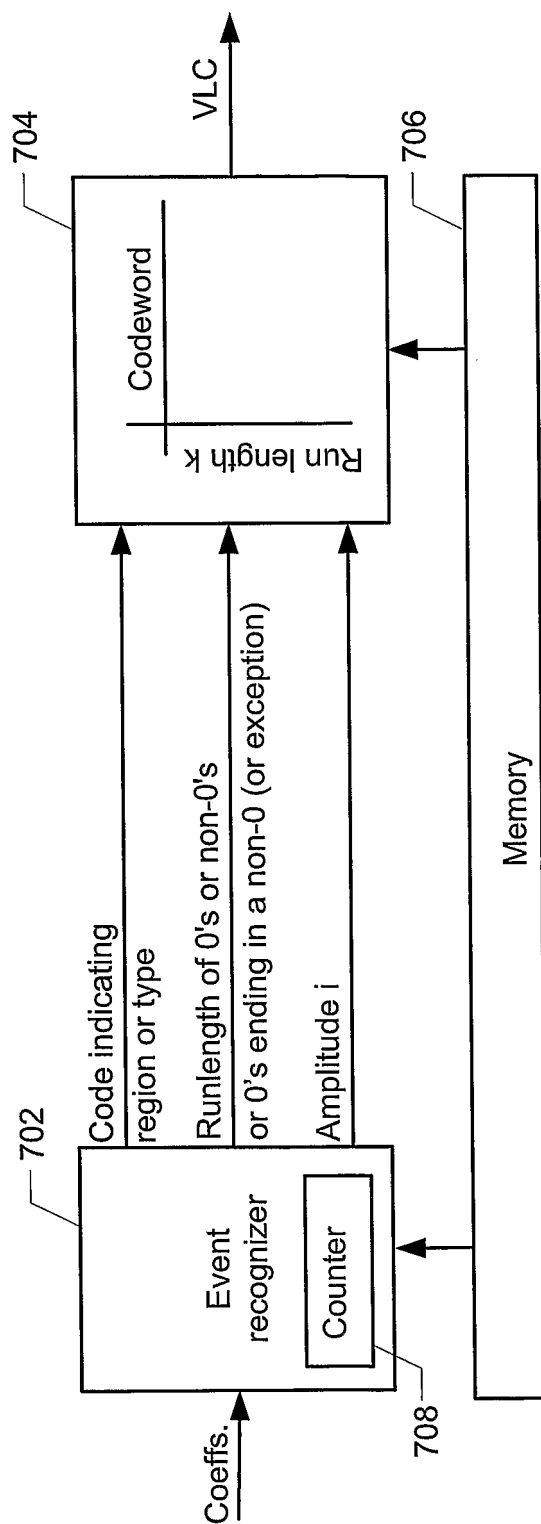 Coeffs.
702
Event
recognizer
Counter
708
Code indicating
region or type
Runlength of 0's or non-0's
or 0's ending in a non-0 (or exception)
Amplitude i
704
Codeword
Run length k
VLC
706
Memory